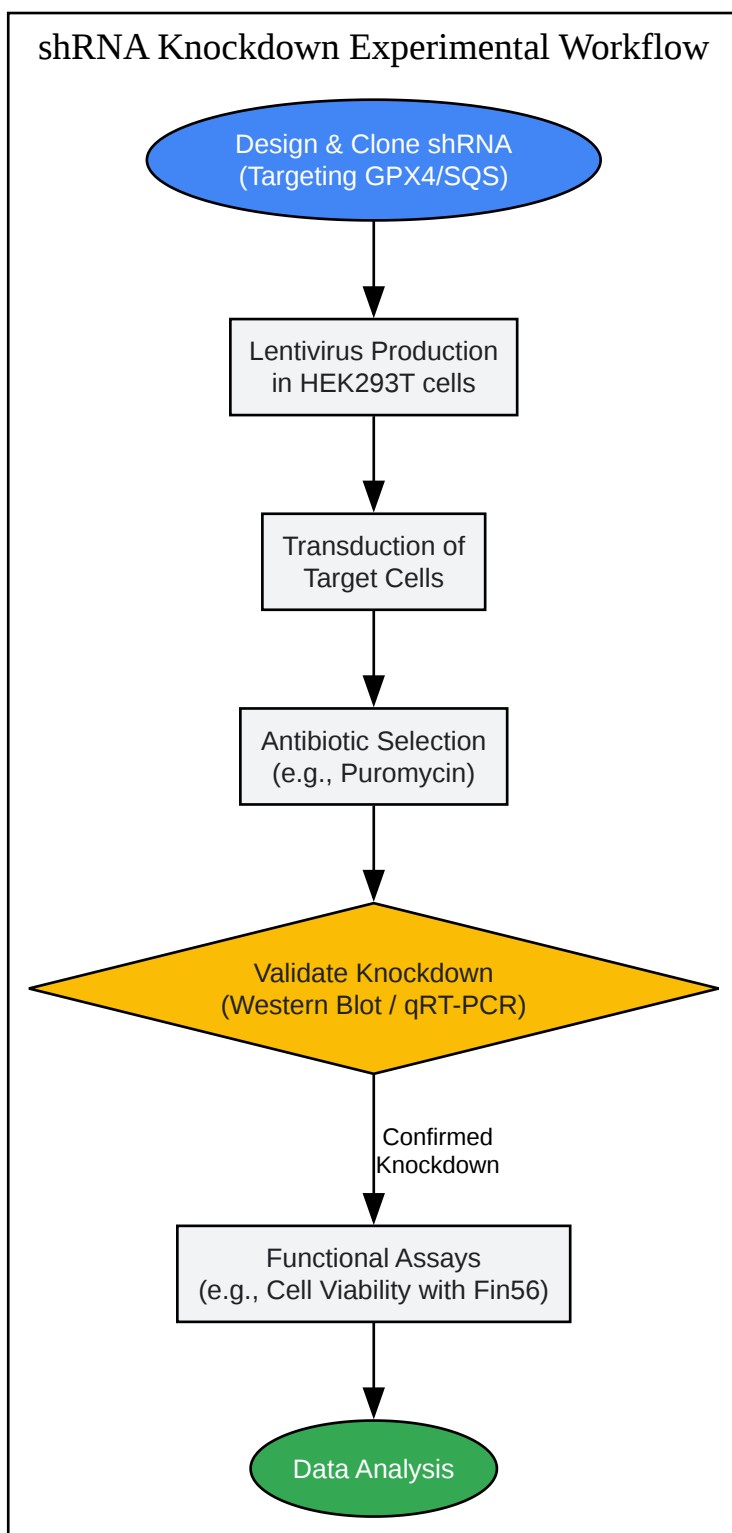 shRNA Knockdown Experimental Workflow
Design & Clone shRNA
(Targeting GPX4/SQS)
Lentivirus Production
in HEK293T cells
Transduction of
Target Cells
Antibiotic Selection
(e.g., Puromycin)
Validate Knockdown
(Western Blot / qRT-PCR)
Confirmed
Knockdown
Functional Assays
(e.g., Cell Viability with Fin56)
Data Analysis